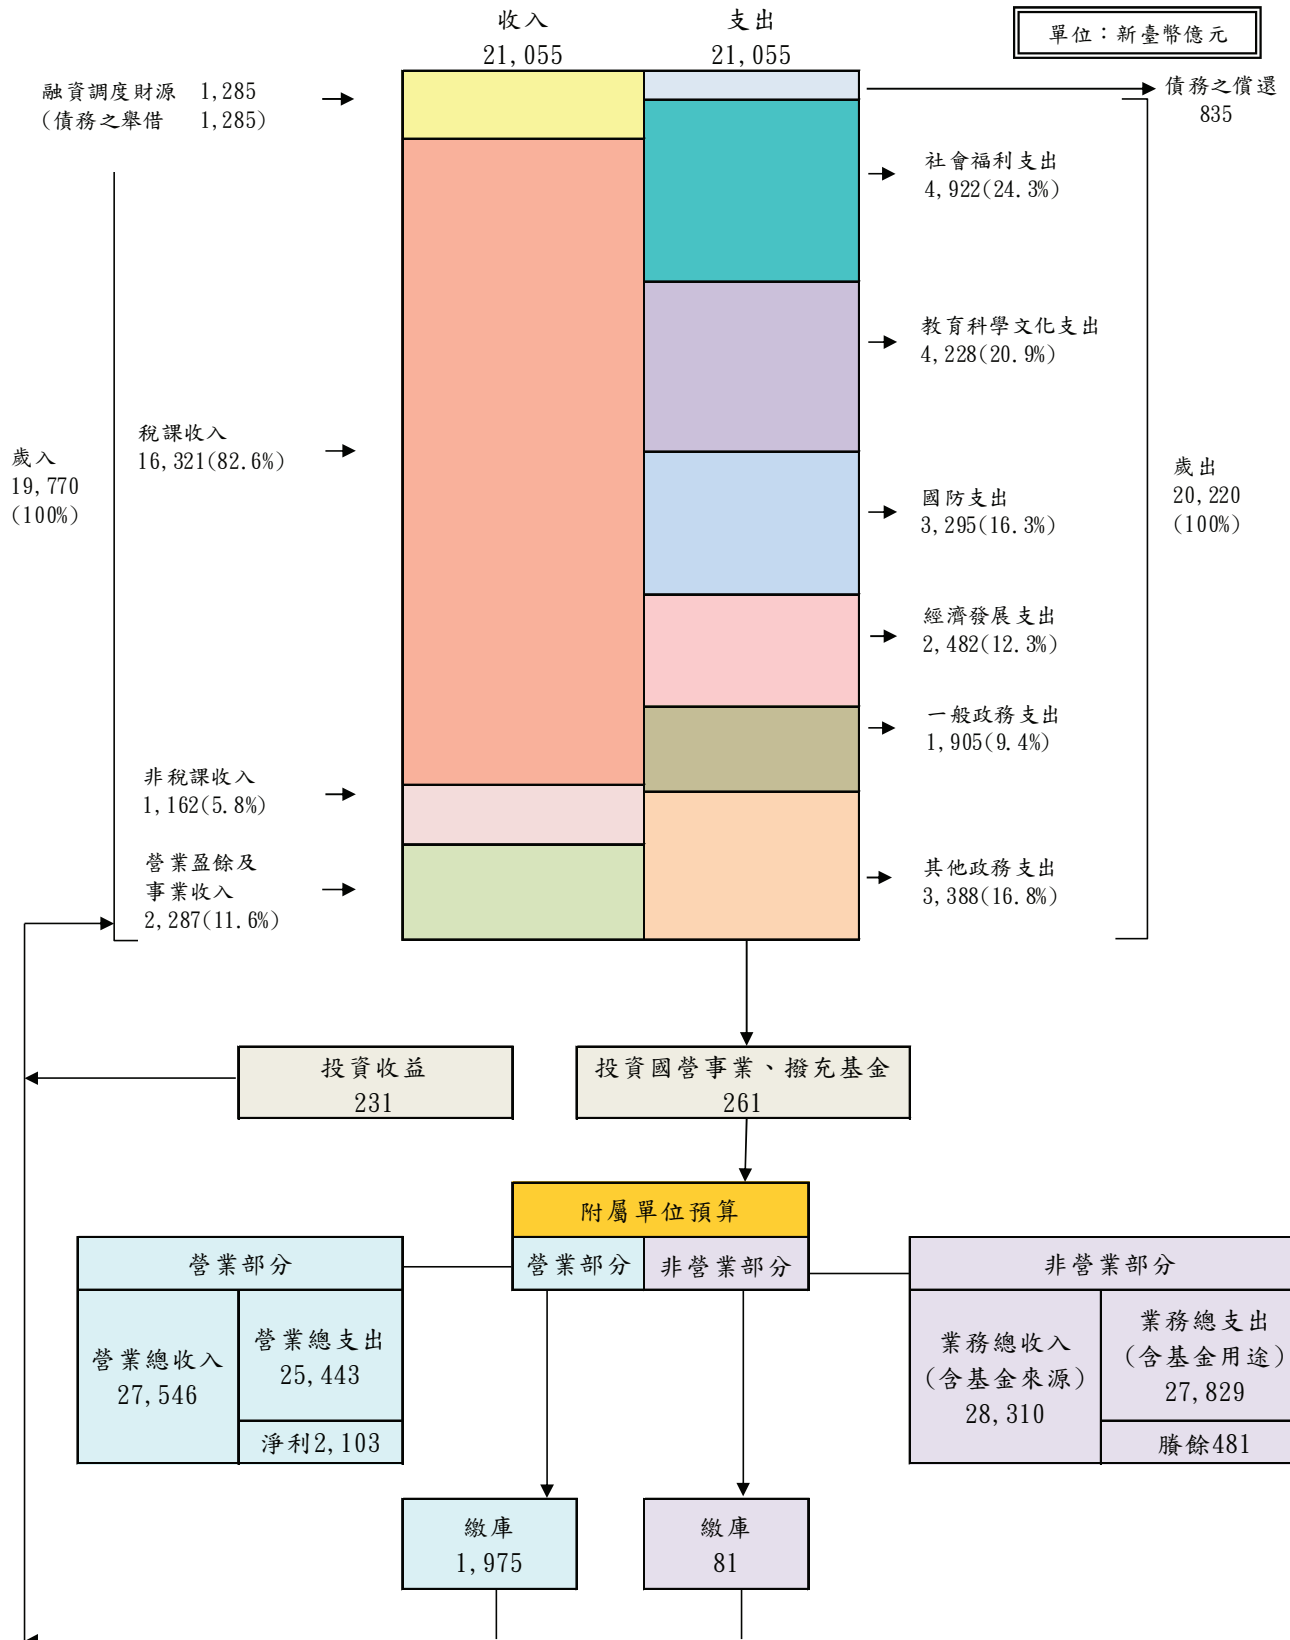 收入
21,055
支出
21,055
單位：新臺幣億元
融資調度財源 1,285
(債務之舉借 1,285)
債務之償還
835
社會福利支出
4,922(24.3%)
教育科學文化支出
4,228(20.9%)
稅課收入
16,321(82.6%)
歲入
19,770
(100%)
歲出
20,220
(100%)
國防支出
3,295(16.3%)
經濟發展支出
2,482(12.3%)
一般政務支出
1,905(9.4%)
非稅課收入
1,162(5.8%)
營業盈餘及
事業收入
2,287(11.6%)
其他政務支出
3,388(16.8%)
投資收益
231
投資國營事業、撥充基金
261
附屬單位預算
營業部分
非營業部分
營業部分
營業總收入
27,546
營業總支出
25,443
淨利2,103
非營業部分
業務總收入
(含基金來源)
28,310
業務總支出
(含基金用途)
27,829
賸餘481
繳庫
1,975
繳庫
81